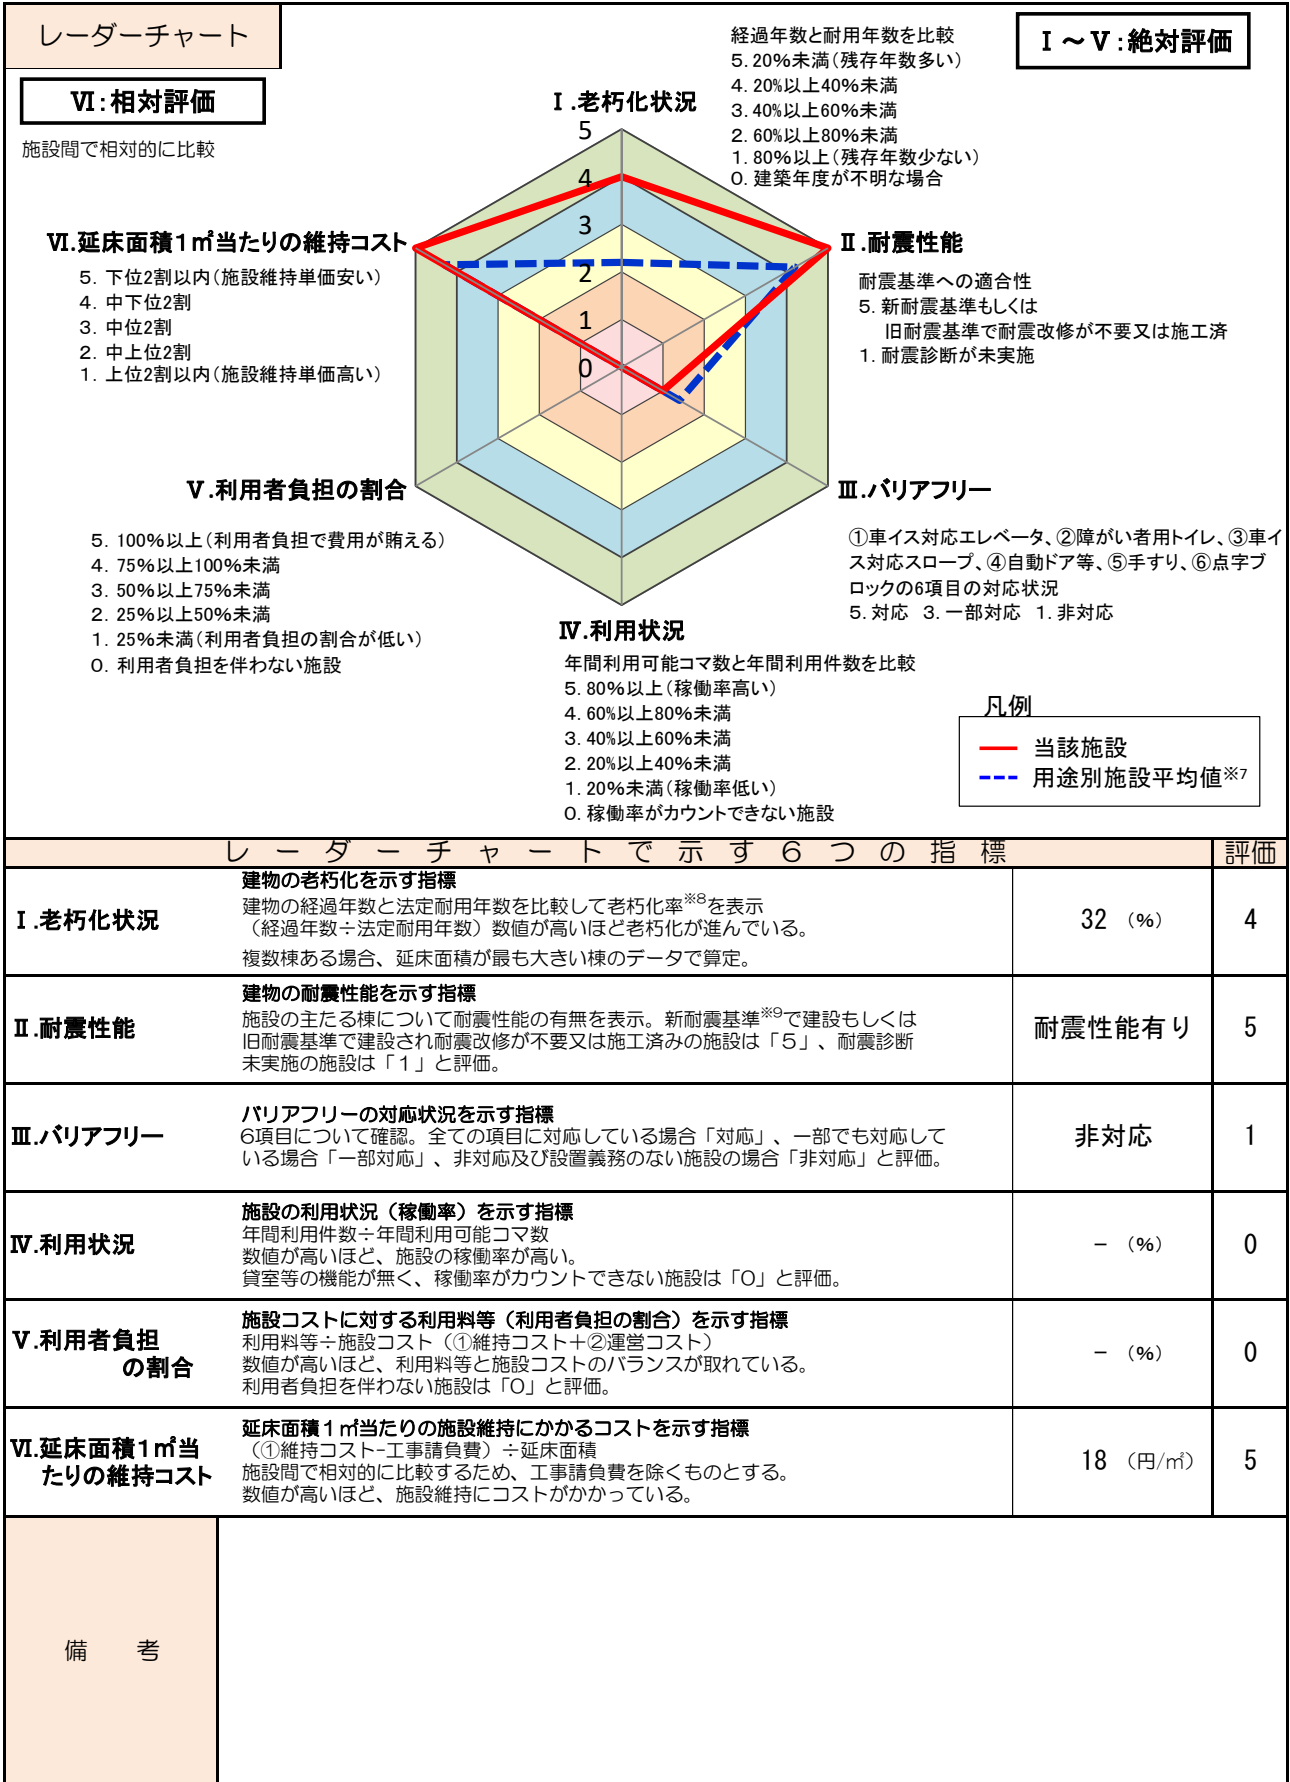 レーダーチャート
Ⅰ～Ⅴ:絶対評価
Ⅵ:相対評価
施設間で相対的に比較
経過年数と耐用年数を比較
5. 20%未満(残存年数多い)
4. 20%以上40%未満
3. 40%以上60%未満
2. 60%以上80%未満
1. 80%以上(残存年数少ない)
0. 建築年度が不明な場合
Ⅰ.老朽化状況
5
4
3
2
1
0
Ⅵ.延床面積1㎡当たりの維持コスト
5. 下位2割以内(施設維持単価安い)
4. 中下位2割
3. 中位2割
2. 中上位2割
1. 上位2割以内(施設維持単価高い)
Ⅱ.耐震性能
耐震基準への適合性
5. 新耐震基準もしくは
旧耐震基準で耐震改修が不要又は施工済
1. 耐震診断が未実施
Ⅴ.利用者負担の割合
5. 100%以上(利用者負担で費用が賄える)
4. 75%以上100%未満
3. 50%以上75%未満
2. 25%以上50%未満
1. 25%未満(利用者負担の割合が低い)
0. 利用者負担を伴わない施設
Ⅲ.バリアフリー
①車イス対応エレベータ、②障がい者用トイレ、③車イ
ス対応スロープ、④自動ドア等、⑤手すり、⑥点字ブ
ロックの6項目の対応状況
5. 対応 3. 一部対応 1. 非対応
Ⅳ.利用状況
年間利用可能コマ数と年間利用件数を比較
5. 80%以上(稼働率高い)
4. 60%以上80%未満
3. 40%以上60%未満
2. 20%以上40%未満
1. 20%未満(稼働率低い)
0. 稼働率がカウントできない施設
凡例
当該施設
用途別施設平均値※7
レーダーチャートで示す6つの指標 評価
Ⅰ.老朽化状況
建物の老朽化を示す指標
建物の経過年数と法定耐用年数を比較して老朽化率※8を表示
（経過年数÷法定耐用年数）数値が高いほど老朽化が進んでいる。
複数棟ある場合、延床面積が最も大きい棟のデータで算定。
32 (%) 4
Ⅱ.耐震性能
建物の耐震性能を示す指標
施設の主たる棟について耐震性能の有無を表示。新耐震基準※9で建設もしくは
旧耐震基準で建設され耐震改修が不要又は施工済みの施設は「5」、耐震診断
未実施の施設は「1」と評価。
耐震性能有り 5
Ⅲ.バリアフリー
バリアフリーの対応状況を示す指標
6項目について確認。全ての項目に対応している場合「対応」、一部でも対応して
いる場合「一部対応」、非対応及び設置義務のない施設の場合「非対応」と評価。
非対応 1
Ⅳ.利用状況
施設の利用状況（稼働率）を示す指標
年間利用件数÷年間利用可能コマ数
数値が高いほど、施設の稼働率が高い。
貸室等の機能が無く、稼働率がカウントできない施設は「0」と評価。
－ (%) 0
Ⅴ.利用者負担
の割合
施設コストに対する利用料等（利用者負担の割合）を示す指標
利用料等÷施設コスト（①維持コスト＋②運営コスト）
数値が高いほど、利用料等と施設コストのバランスが取れている。
利用者負担を伴わない施設は「0」と評価。
－ (%) 0
Ⅵ.延床面積1㎡当
たりの維持コスト
延床面積1㎡当たりの施設維持にかかるコストを示す指標
（①維持コスト-工事請負費）÷延床面積
施設間で相対的に比較するため、工事請負費を除くものとする。
数値が高いほど、施設維持にコストがかかっている。
18 (円/㎡) 5
備 考